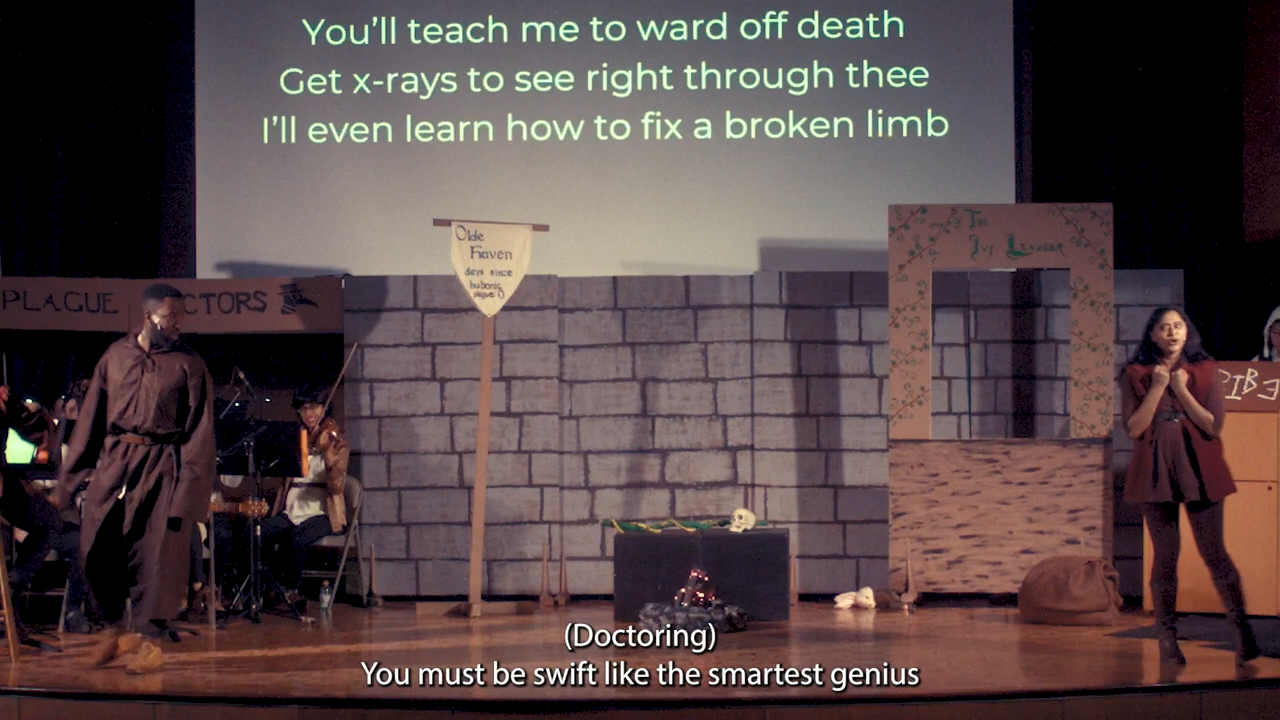 You'll teach me to ward off death
Get x-rays to see right through thee
I'll even learn how to fix a broken limb
Olde
Haven
days since
bubonic
plague 0
The
Ivy
PLAGUE CTORS
(Doctoring)
You must be swift like the smartest genius